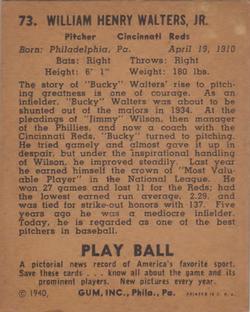 73. WILLIAM HENRY WALTERS, JR.
Pitcher Cincinnati Reds
Born: Philadelphia, Pa. April 19, 1910
Bats: Right Throws: Right
Height: 6' 1" Weight: 180 lbs.
The story of "Bucky" Walters' rise to pitch-
ing greatness is one of courage. As an
infielder, "Bucky" Walters was about to be
shunted out of the majors in 1934. At the
pleadings of "Jimmy" Wilson, then manager
of the Phillies, and now a coach with the
Cincinnati Reds, "Bucky" turned to pitching.
He tried gamely and almost gave it up in
despair, but under the inspirational handling
of Wilson, he improved steadily. Last year
he earned himself the crown of "Most Valu-
able Player" in the National League. He
won 27 games and lost 11 for the Reds; had
the lowest earned run average, 2.29, and
was tied for strike-out honors with 137. Five
years ago, he was a mediocre infielder.
Today, he is regarded as one of the best
pitchers in baseball.
PLAY BALL
A pictorial news record of America's favorite sport.
Save these cards . . . know all about the game and its
prominent players. New pictures every year.
© 1940, GUM, INC., Phila., Pa. PRINTED IN U. S. A.